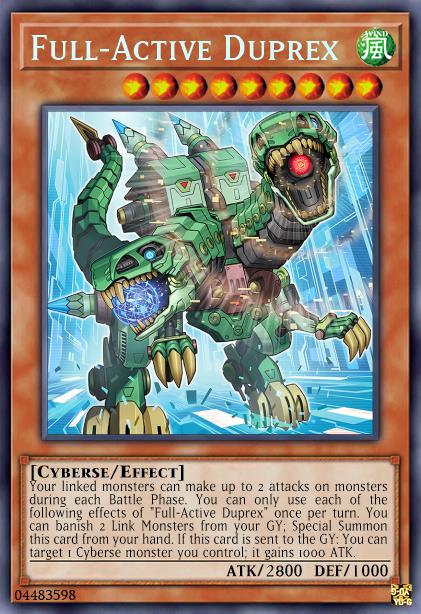 Full-Active Duprex
WIND
風
[Cyberse/Effect]
Your linked monsters can make up to 2 attacks on monsters
during each Battle Phase. You can only use each of the
following effects of "Full-Active Duprex" once per turn. You
can banish 2 Link Monsters from your GY; Special Summon
this card from your hand. If this card is sent to the GY: You can
target 1 Cyberse monster you control; it gains 1000 ATK.
ATK/2800 DEF/1000
04483598